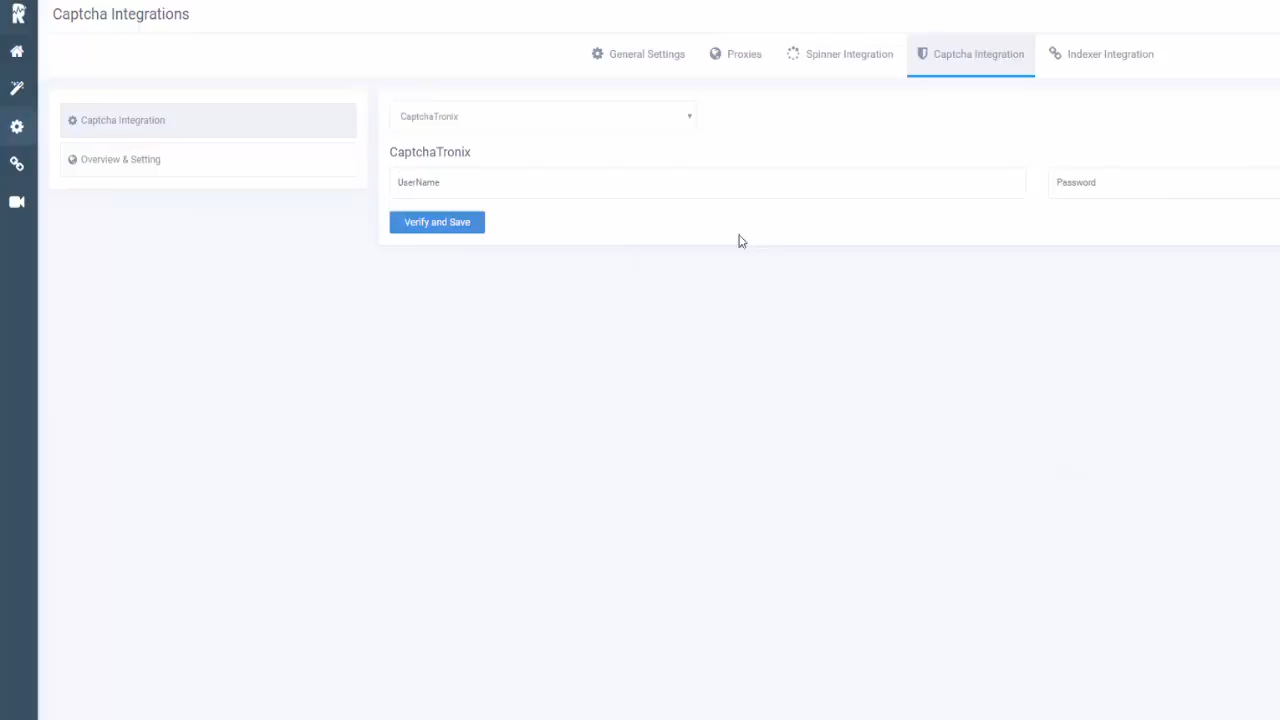 Captcha Integrations
General Settings
Proxies
Spinner Integration
Captcha Integration
Indexer Integration
Captcha Integration
Overview & Setting
CaptchaTronix
CaptchaTronix
UserName
Password
Verify and Save